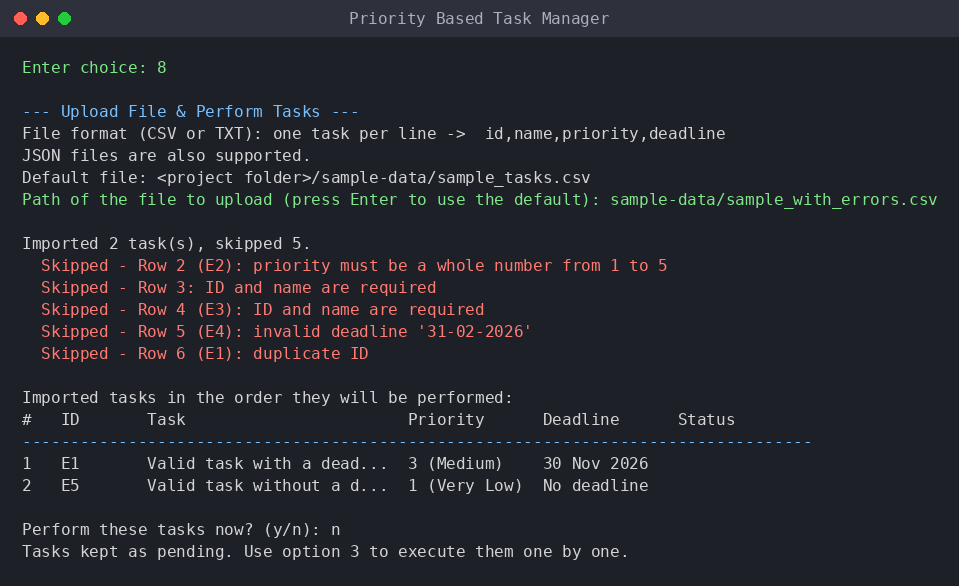 Priority Based Task Manager
Enter choice: 8
--- Upload File & Perform Tasks ---
File format (CSV or TXT): one task per line ->  id,name,priority,deadline
JSON files are also supported.
Default file: <project folder>/sample-data/sample_tasks.csv
Path of the file to upload (press Enter to use the default): sample-data/sample_with_errors.csv
Imported 2 task(s), skipped 5.
  Skipped - Row 2 (E2): priority must be a whole number from 1 to 5
  Skipped - Row 3: ID and name are required
  Skipped - Row 4 (E3): ID and name are required
  Skipped - Row 5 (E4): invalid deadline '31-02-2026'
  Skipped - Row 6 (E1): duplicate ID
Imported tasks in the order they will be performed:
#   ID       Task                       Priority      Deadline      Status
----------------------------------------------------------------------------------
1   E1       Valid task with a dead...  3 (Medium)    30 Nov 2026
2   E5       Valid task without a d...  1 (Very Low)  No deadline
Perform these tasks now? (y/n): n
Tasks kept as pending. Use option 3 to execute them one by one.